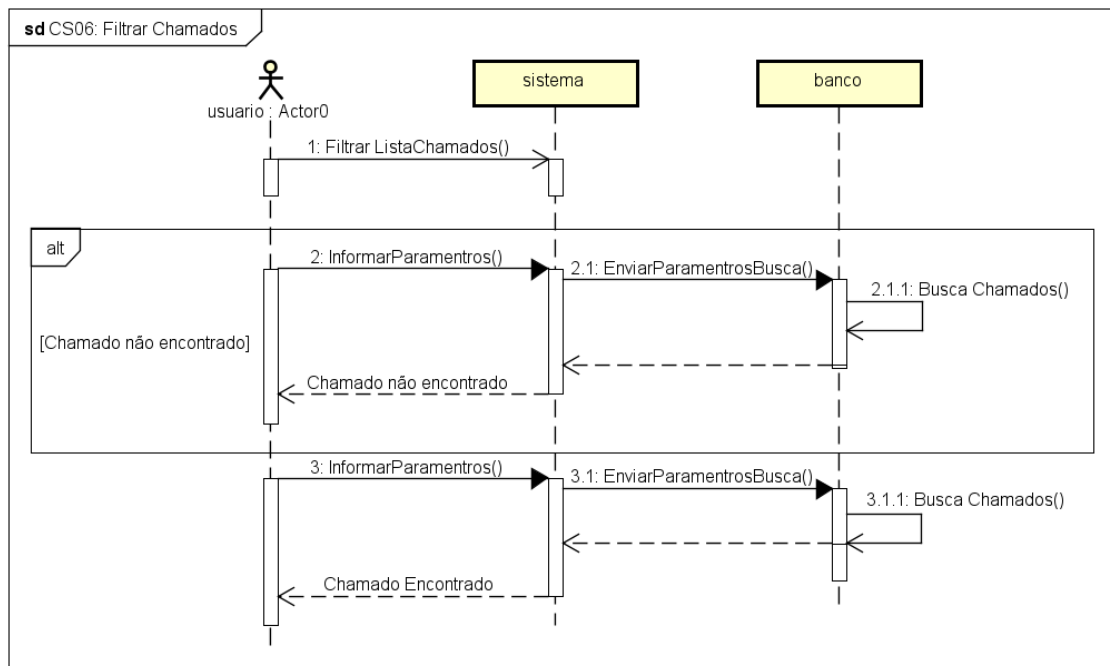 sd CS06: Filtrar Chamados
usuario : Actor0
sistema
banco
1: Filtrar ListaChamados()
alt
2: InformarParamentros()
2.1: EnviarParamentrosBusca()
2.1.1: Busca Chamados()
[Chamado não encontrado]
Chamado não encontrado
3: InformarParamentros()
3.1: EnviarParamentrosBusca()
3.1.1: Busca Chamados()
Chamado Encontrado